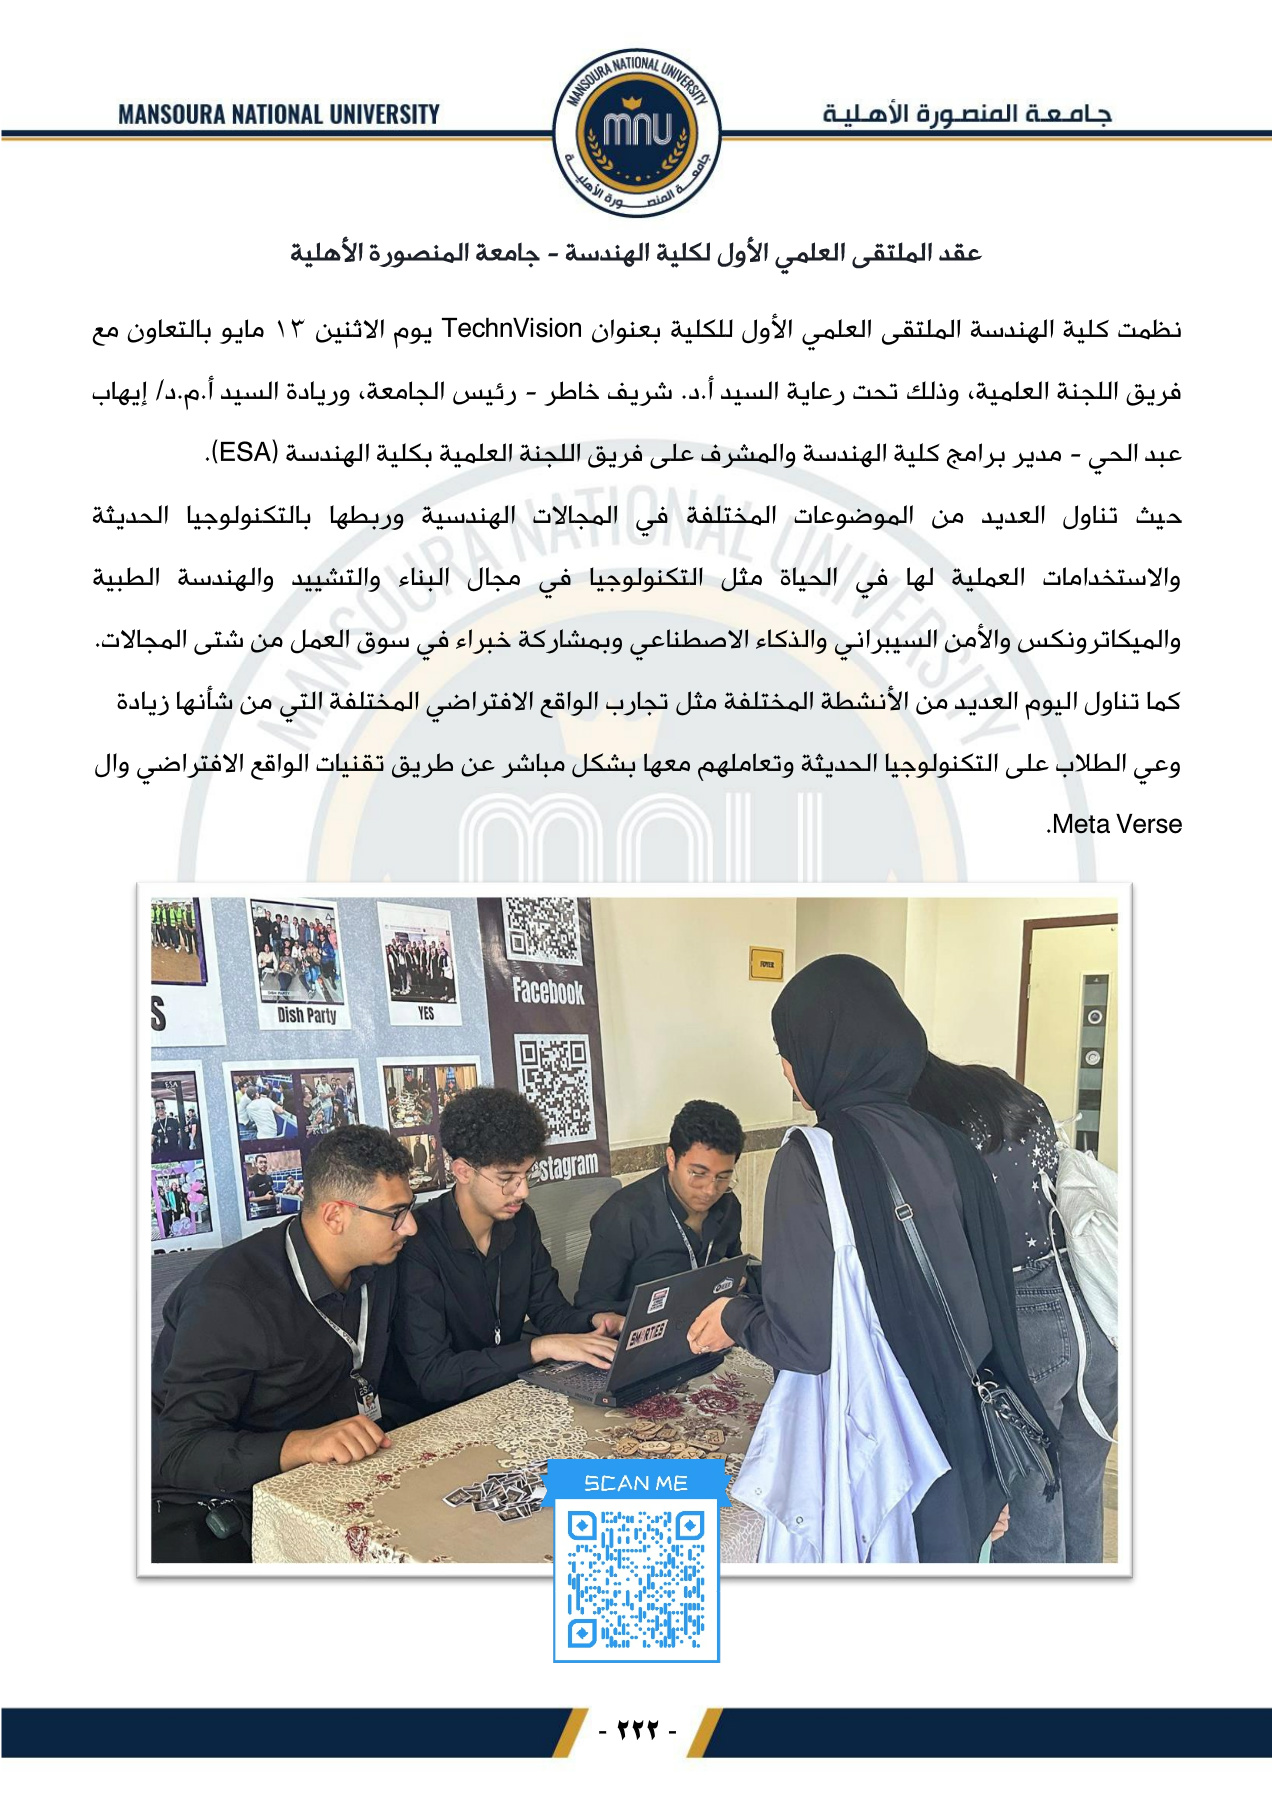 MANSOURA NATIONAL UNIVERSITY
جامعة المنصورة الأهلية
MANSOURA NATIONAL UNIVERSITY
mnu
جامعة المنصورة الأهلية
عقد الملتقى العلمي الأول لكلية الهندسة - جامعة المنصورة الأهلية
نظمت كلية الهندسة الملتقى العلمي الأول للكلية بعنوان TechnVision يوم الاثنين ١٣ مايو بالتعاون مع
فريق اللجنة العلمية، وذلك تحت رعاية السيد أ.د. شريف خاطر - رئيس الجامعة، وريادة السيد أ.م.د/ إيهاب
عبد الحي - مدير برامج كلية الهندسة والمشرف على فريق اللجنة العلمية بكلية الهندسة (ESA).
حيث تناول العديد من الموضوعات المختلفة في المجالات الهندسية وربطها بالتكنولوجيا الحديثة
والاستخدامات العملية لها في الحياة مثل التكنولوجيا في مجال البناء والتشييد والهندسة الطبية
والميكاترونكس والأمن السيبراني والذكاء الاصطناعي وبمشاركة خبراء في سوق العمل من شتى المجالات.
كما تناول اليوم العديد من الأنشطة المختلفة مثل تجارب الواقع الافتراضي المختلفة التي من شأنها زيادة
وعي الطلاب على التكنولوجيا الحديثة وتعاملهم معها بشكل مباشر عن طريق تقنيات الواقع الافتراضي وال
Meta Verse.
MANSOURA NATIONAL UNIVERSITY
mnu
FOYER
Facebook
S
Dish Party
YES
stagram
SMARTES
SCAN ME
- ٢٢٢ -